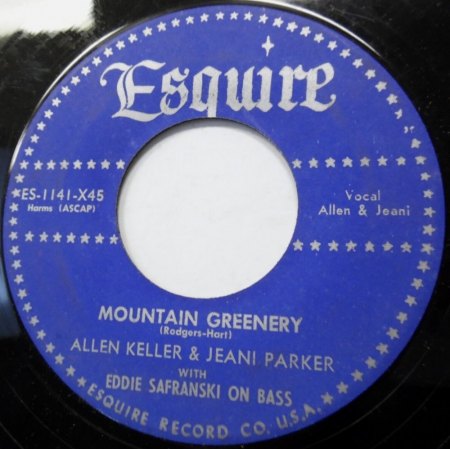 Esquire
ES-1141-X45
Harms (ASCAP)
Vocal
Allen & Jeani
MOUNTAIN GREENERY
(Rodgers-Hart)
ALLEN KELLER & JEANI PARKER
WITH
EDDIE SAFRANSKI ON BASS
ESQUIRE RECORD CO. U.S.A.